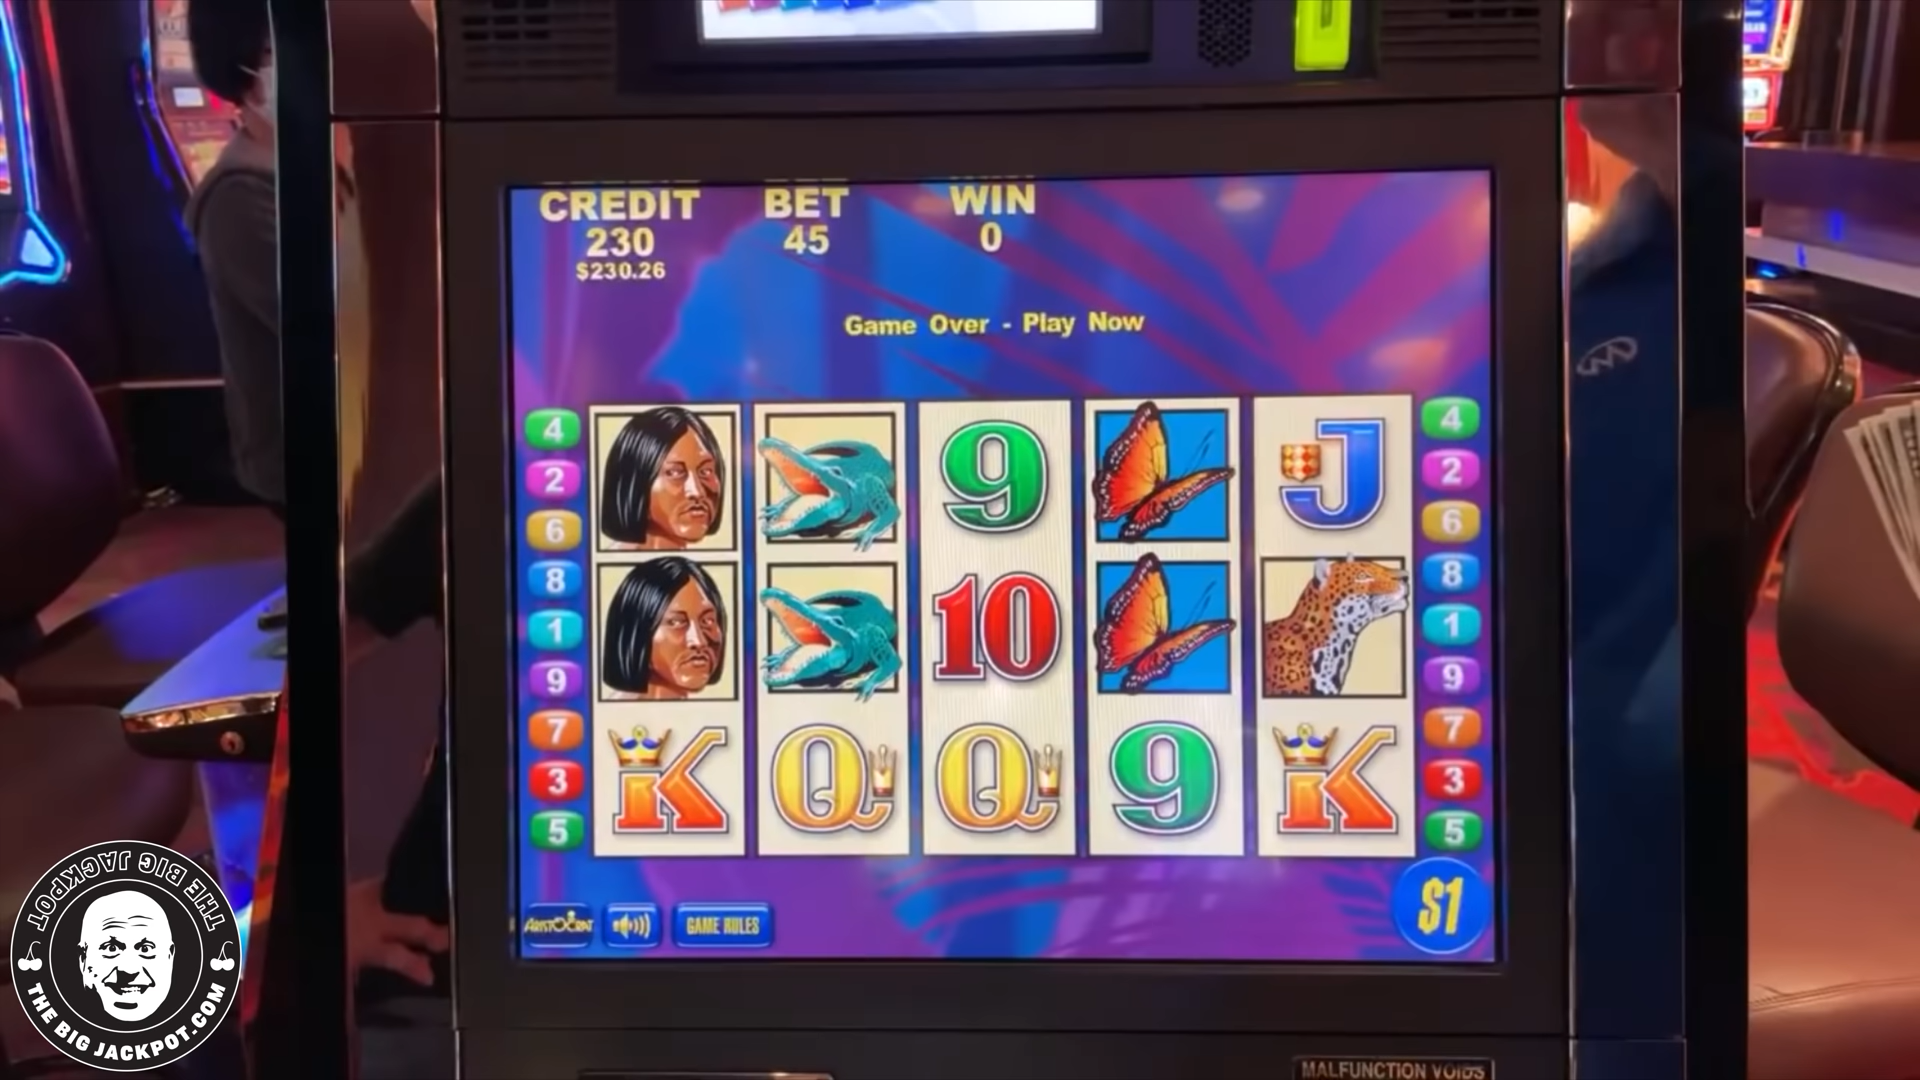 CREDIT BET WIN
230 45 0
$230.26
Game Over - Play Now
4 9 J 4
2 2
6 6
8 8
1 10 1
9 9
7 7
3 K Q Q 9 K 3
5 5
$1
ARISTOCRAT GAME RULES
MALFUNCTION VOIDS
THE BIG JACKPOT
THE BIG JACKPOT.COM